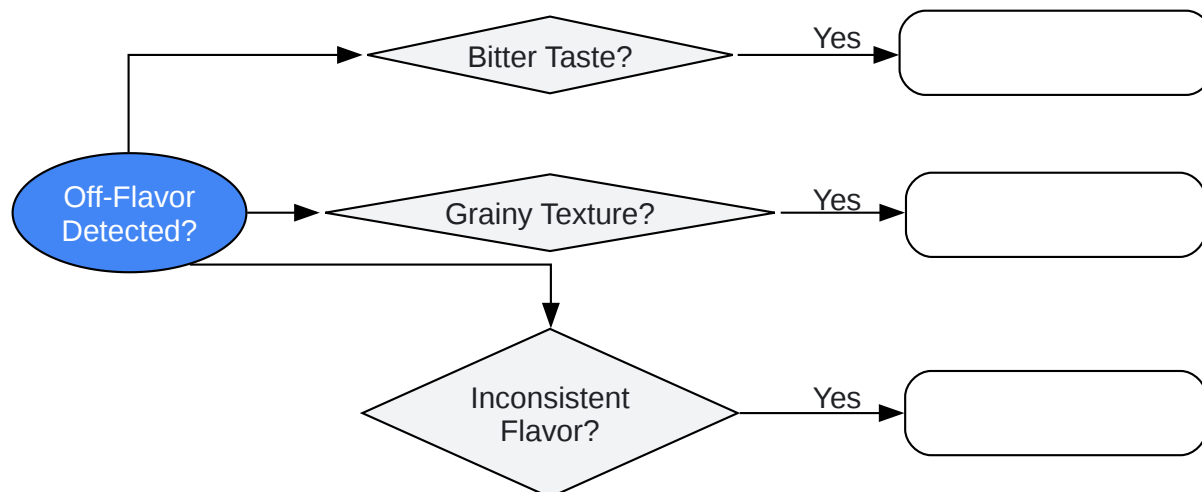 Bitter Taste?
Yes
Off-Flavor
Detected?
Grainy Texture?
Yes
Inconsistent
Flavor?
Yes